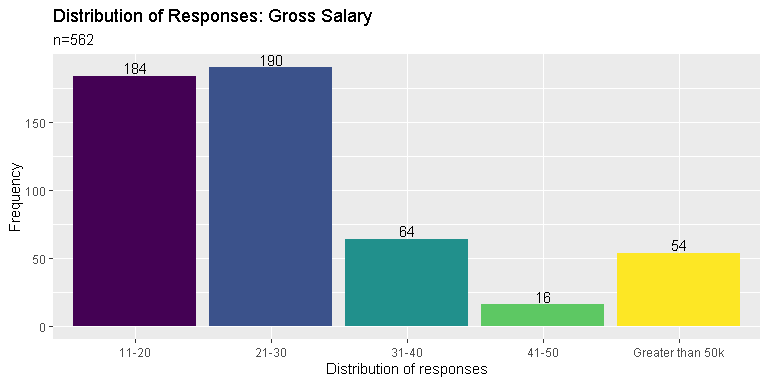 Distribution of Responses: Gross Salary
n=562
Frequency
150
100
50
0
184
190
64
16
54
11-20
21-30
31-40
41-50
Greater than 50k
Distribution of responses